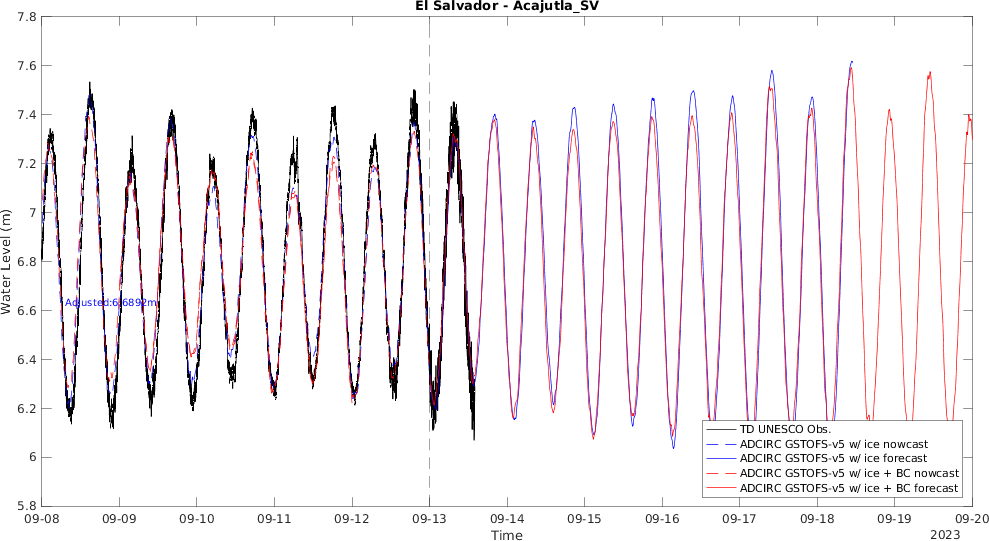 El Salvador - Acajutla_SV
7.8
7.6
7.4
7.2
7
6.8
6.6
6.4
6.2
6
5.8
Water Level (m)
Adjusted:6.6892m
TD UNESCO Obs.
ADCIRC GSTOFS-v5 w/ ice nowcast
ADCIRC GSTOFS-v5 w/ ice forecast
ADCIRC GSTOFS-v5 w/ ice + BC nowcast
ADCIRC GSTOFS-v5 w/ ice + BC forecast
09-08 09-09 09-10 09-11 09-12 09-13 09-14 09-15 09-16 09-17 09-18 09-19 09-20
Time
2023